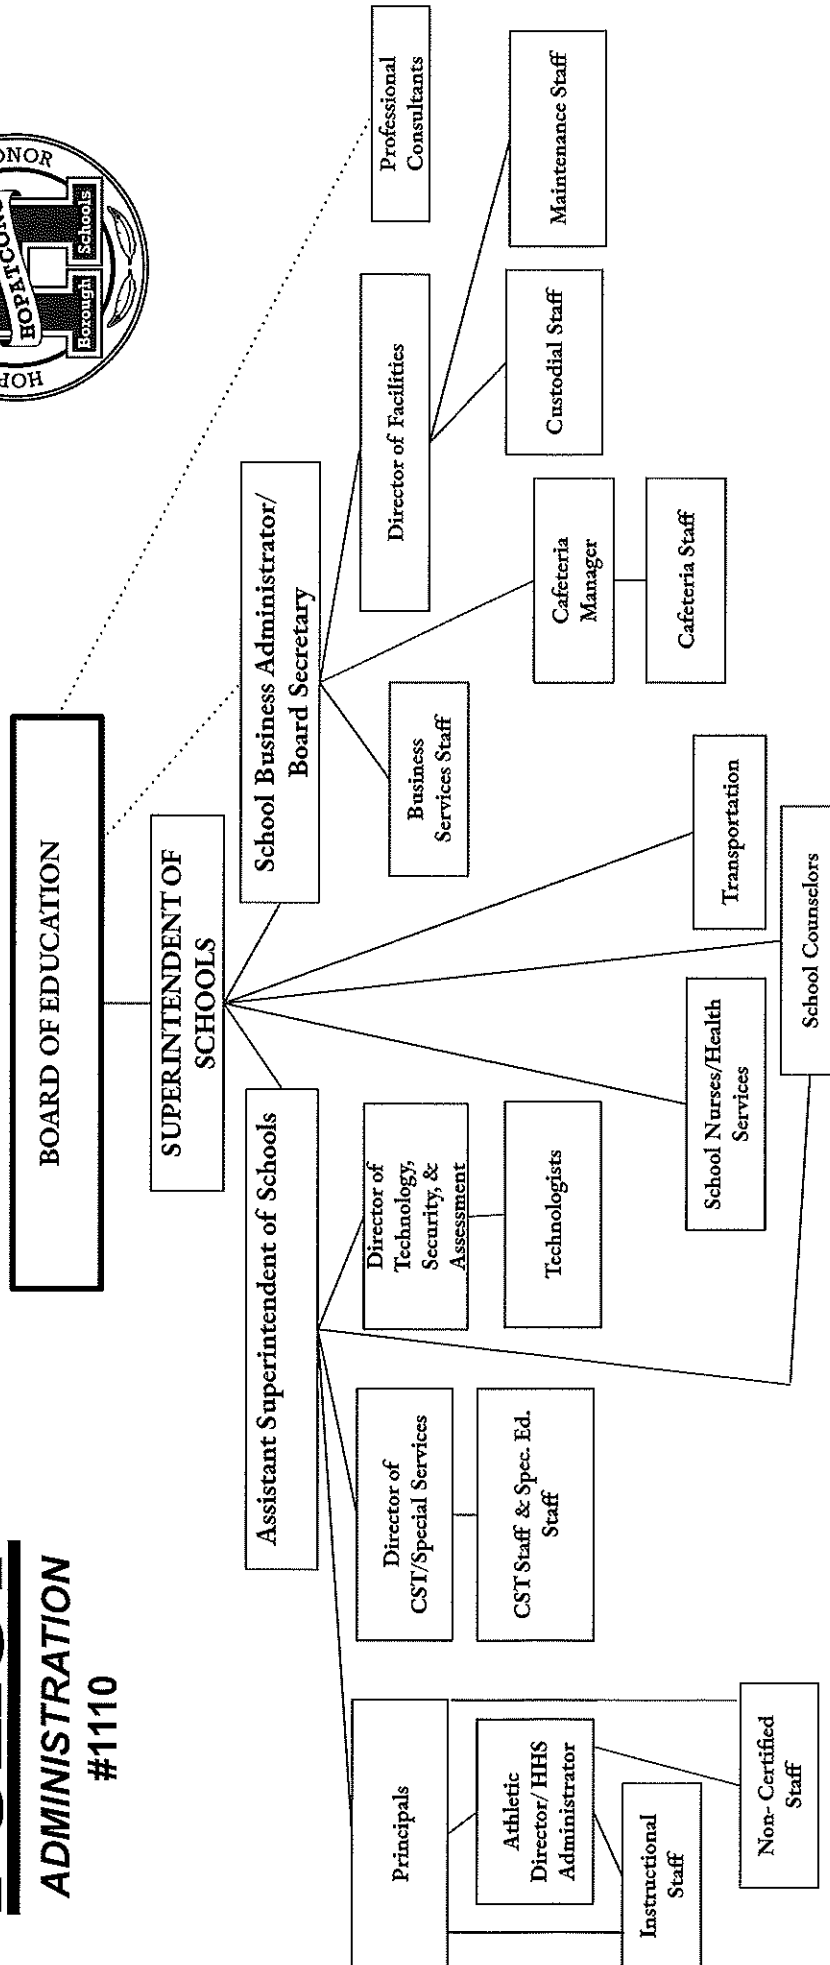 ADMINISTRATION
#1110
HOPATCONG
Borough
Schools
BOARD OF EDUCATION
SUPERINTENDENT OF
SCHOOLS
Assistant Superintendent of Schools
School Business Administrator/
Board Secretary
Principals
Director of
CST/Special Services
Director of
Technology,
Security, &
Assessment
Business
Services Staff
Director of Facilities
Professional
Consultants
Athletic
Director/ HHS
Administrator
CST Staff & Spec. Ed.
Staff
Technologists
Cafeteria
Manager
Custodial Staff
Maintenance Staff
Instructional
Staff
Cafeteria Staff
Non- Certified
Staff
School Nurses/Health
Services
Transportation
School Counselors